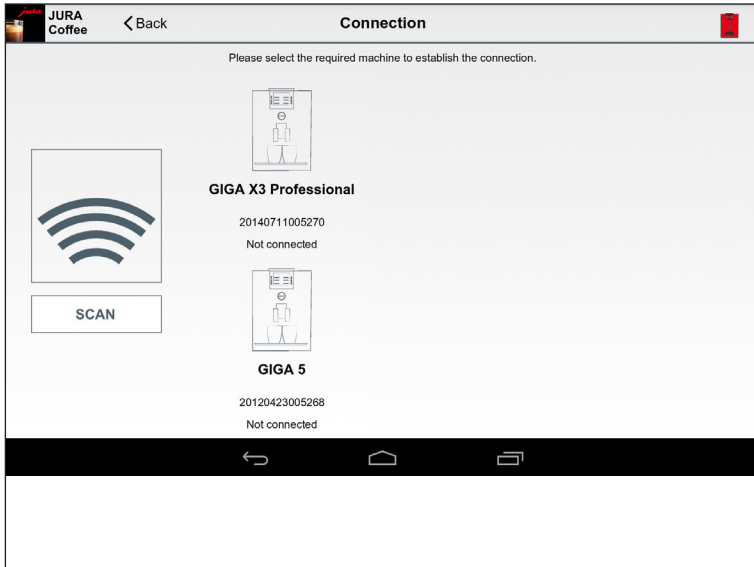 jura
JURA
Coffee
Back
Connection
Please select the required machine to establish the connection.
GIGA X3 Professional
20140711005270
Not connected
SCAN
GIGA 5
20120423005268
Not connected